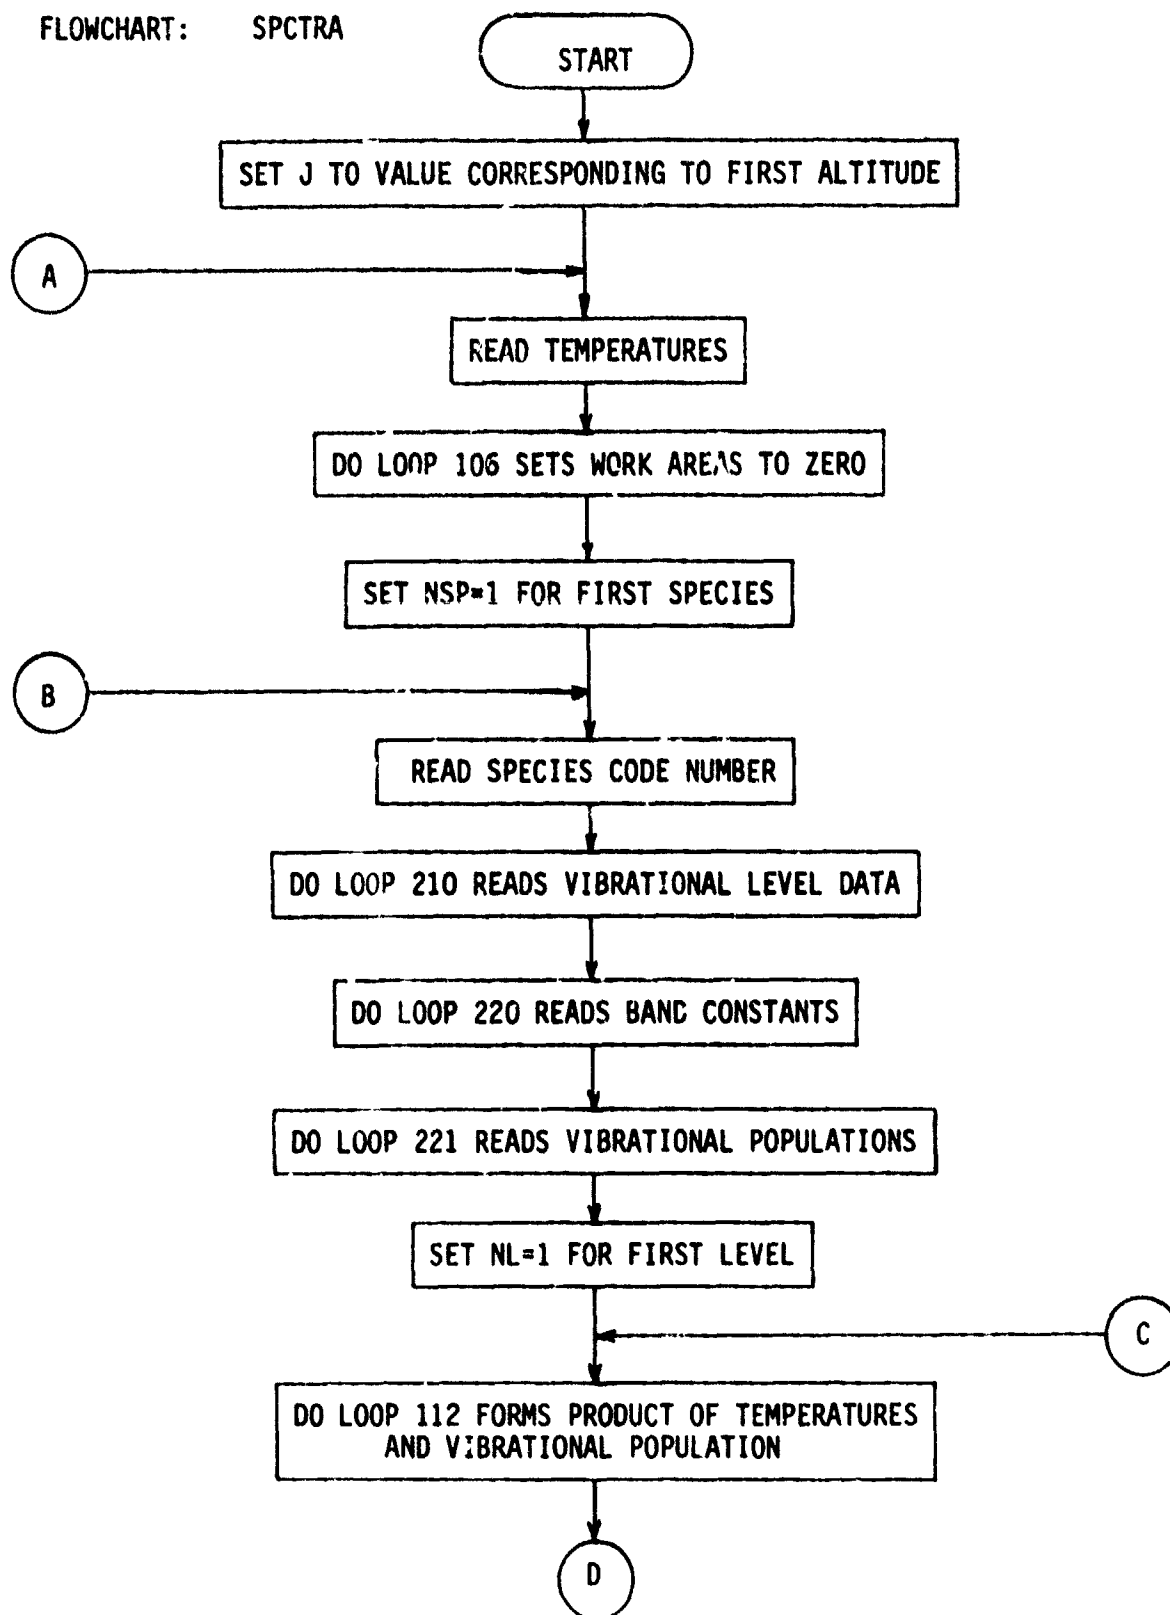 FLOWCHART: SPCTRA
START
SET J TO VALUE CORRESPONDING TO FIRST ALTITUDE
A
READ TEMPERATURES
DO LOOP 106 SETS WORK AREAS TO ZERO
SET NSP=1 FOR FIRST SPECIES
B
READ SPECIES CODE NUMBER
DO LOOP 210 READS VIBRATIONAL LEVEL DATA
DO LOOP 220 READS BAND CONSTANTS
DO LOOP 221 READS VIBRATIONAL POPULATIONS
SET NL=1 FOR FIRST LEVEL
C
DO LOOP 112 FORMS PRODUCT OF TEMPERATURES
AND VIBRATIONAL POPULATION
D